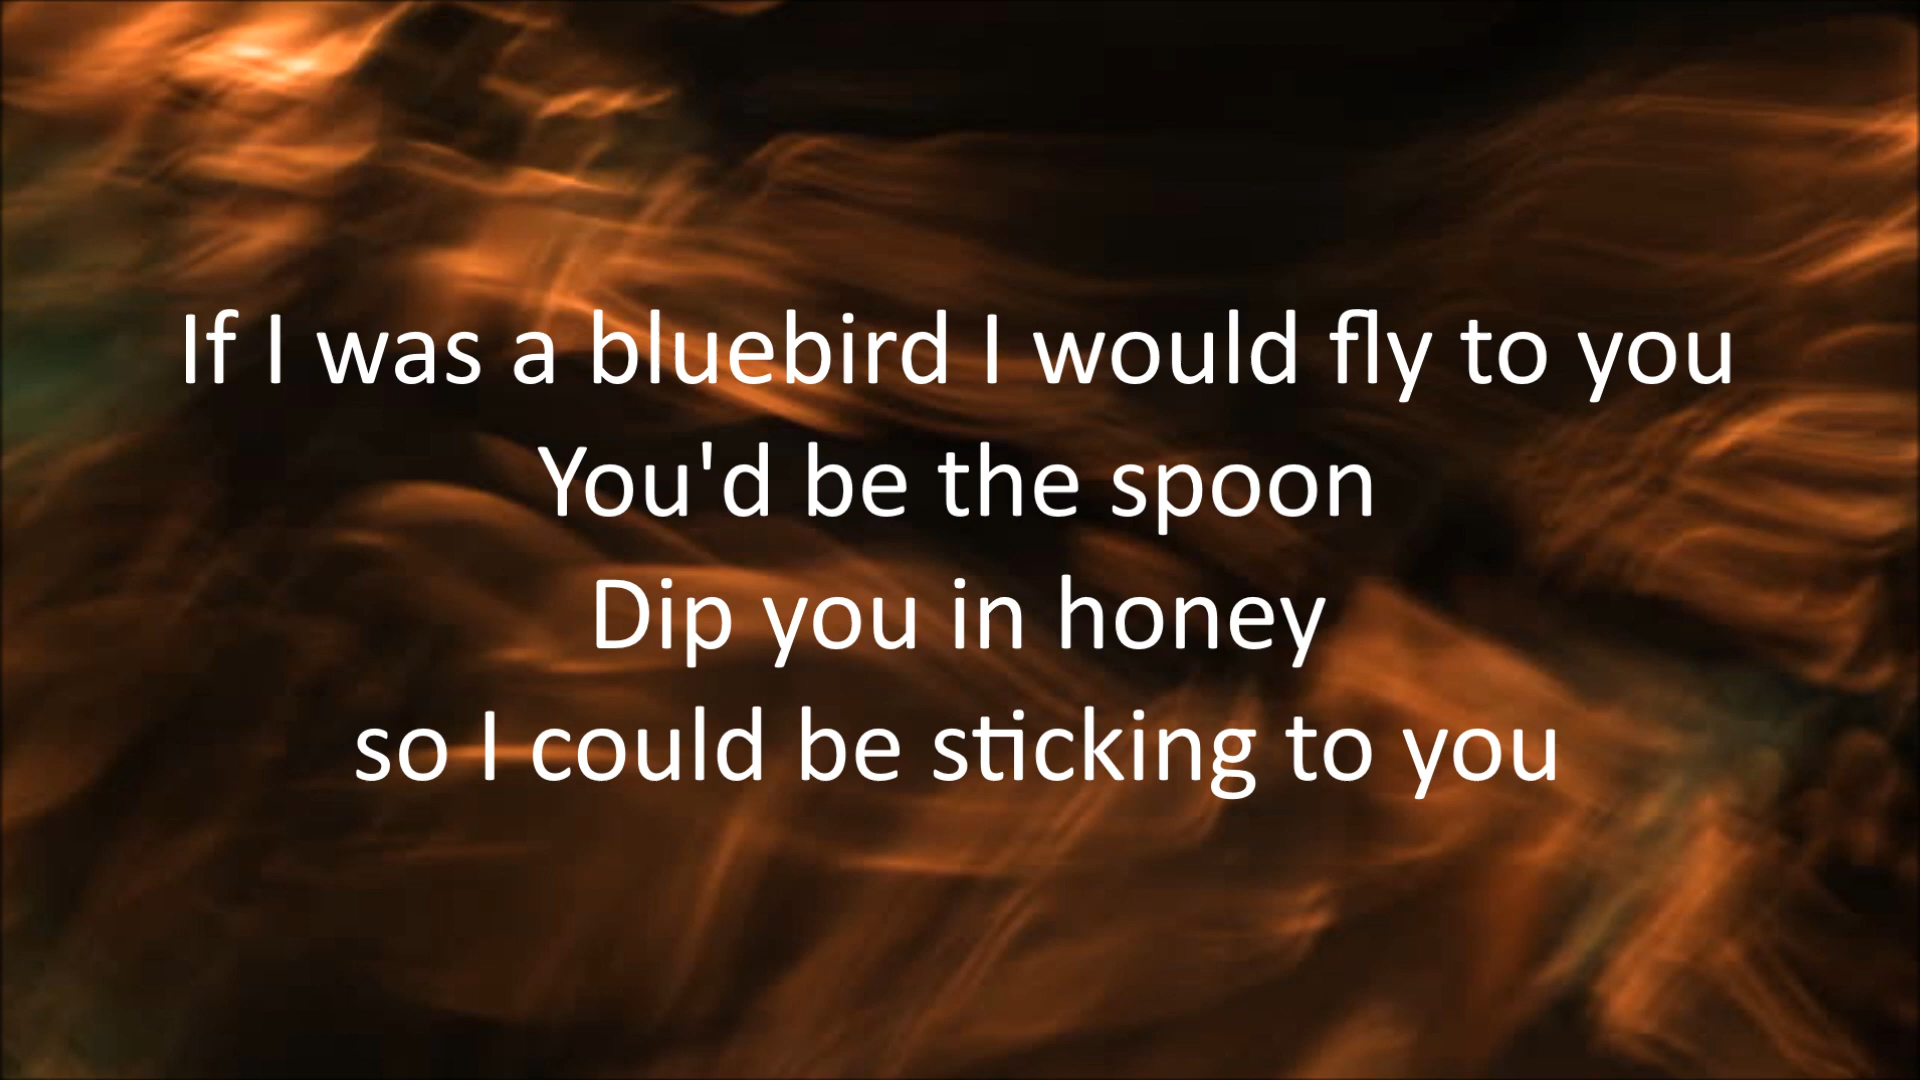 If I was a bluebird I would fly to you
You'd be the spoon
Dip you in honey
so I could be sticking to you